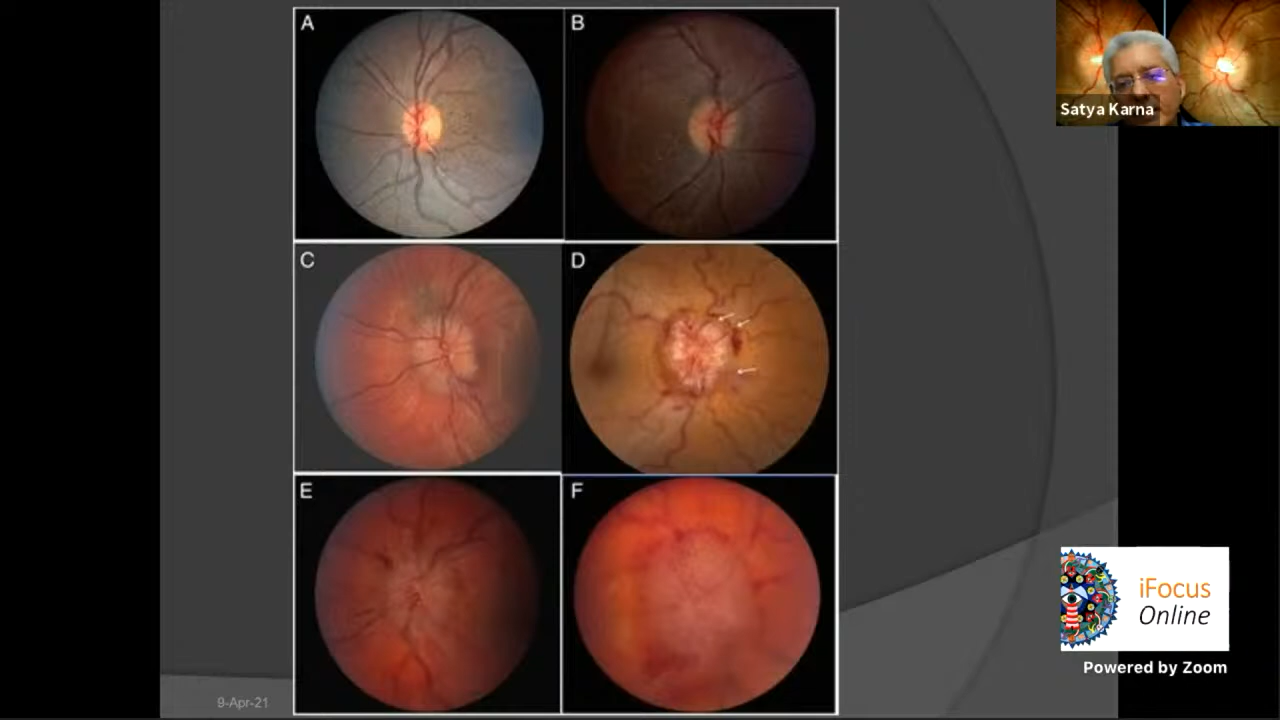 A
B
Satya Karna
C
D
E
F
iFocus
Online
Powered by Zoom
9-Apr-21